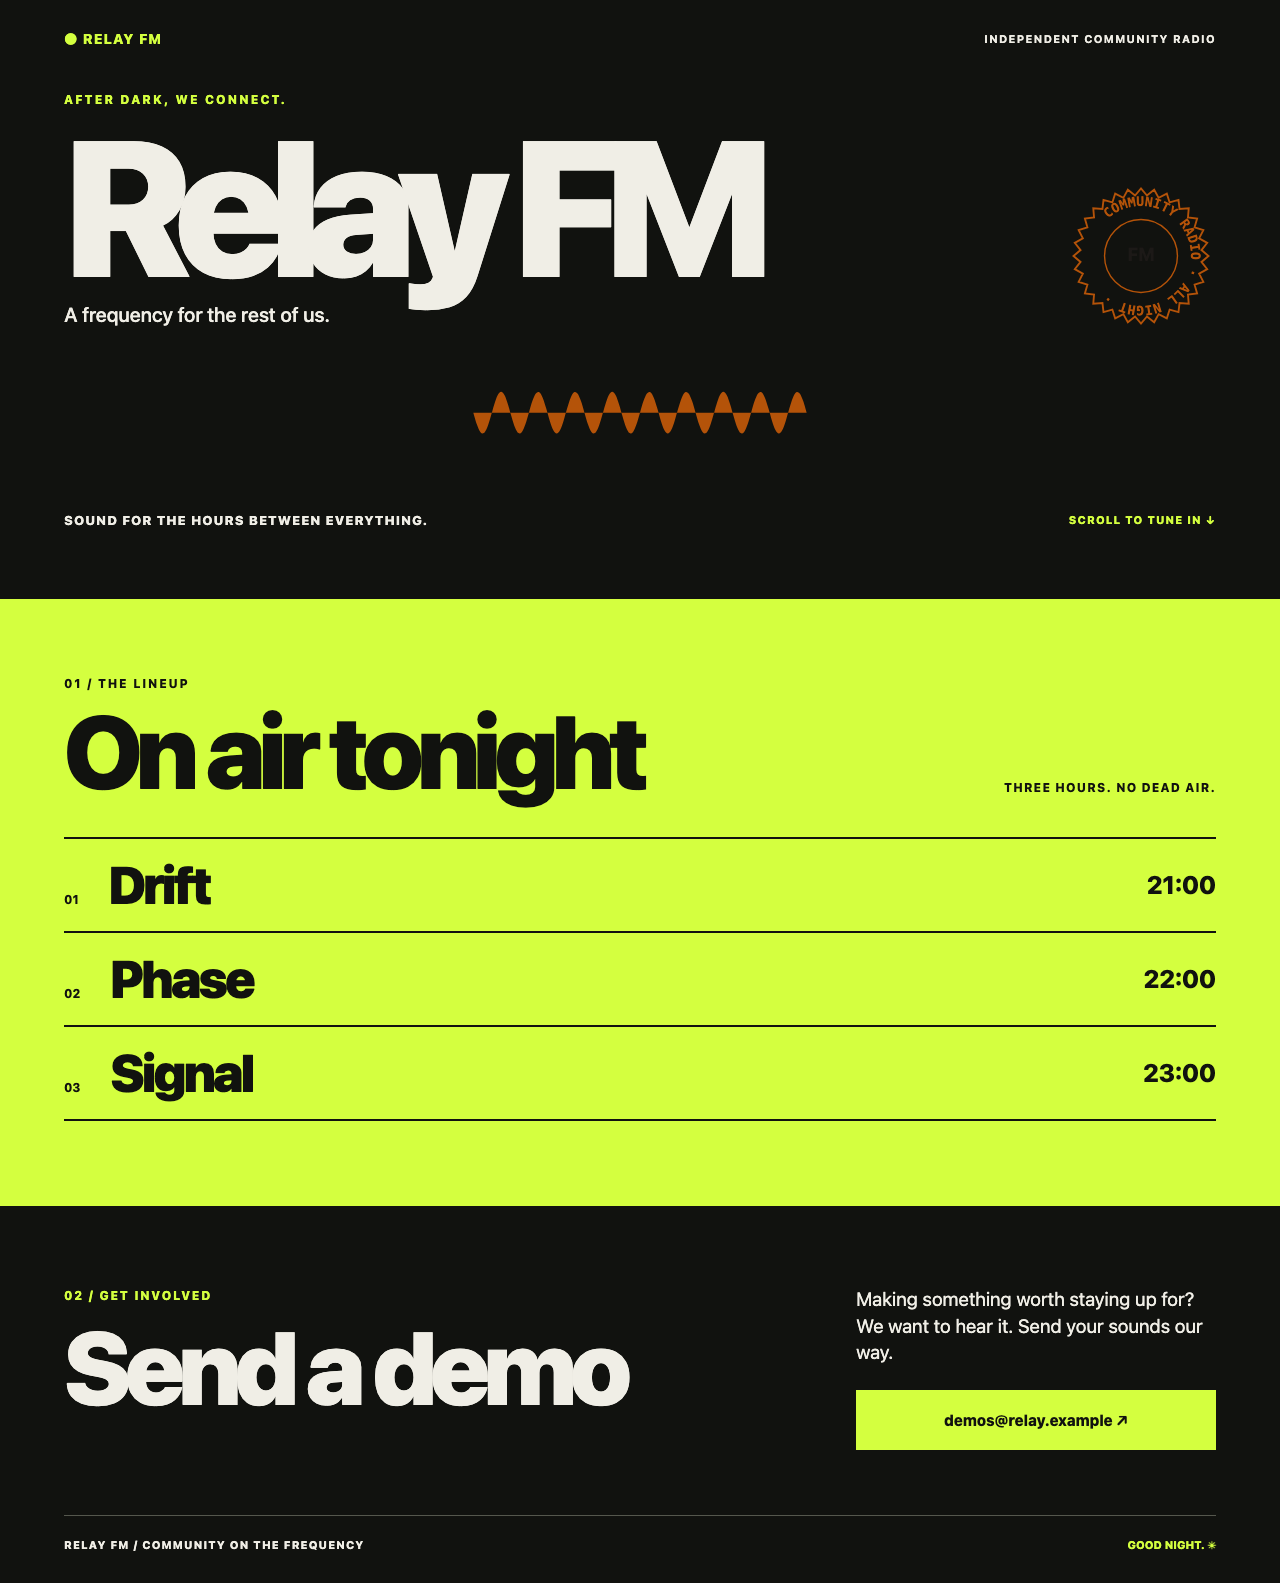 RELAY FM
INDEPENDENT COMMUNITY RADIO
AFTER DARK, WE CONNECT.
Relay FM
A frequency for the rest of us.
COMMUNITY RADIO · ALL NIGHT ·
FM
SOUND FOR THE HOURS BETWEEN EVERYTHING.
SCROLL TO TUNE IN ↓
01 / THE LINEUP
On air tonight
THREE HOURS. NO DEAD AIR.
01 Drift 21:00
02 Phase 22:00
03 Signal 23:00
02 / GET INVOLVED
Send a demo
Making something worth staying up for?
We want to hear it. Send your sounds our
way.
demos@relay.example ↗
RELAY FM / COMMUNITY ON THE FREQUENCY
GOOD NIGHT. ✳